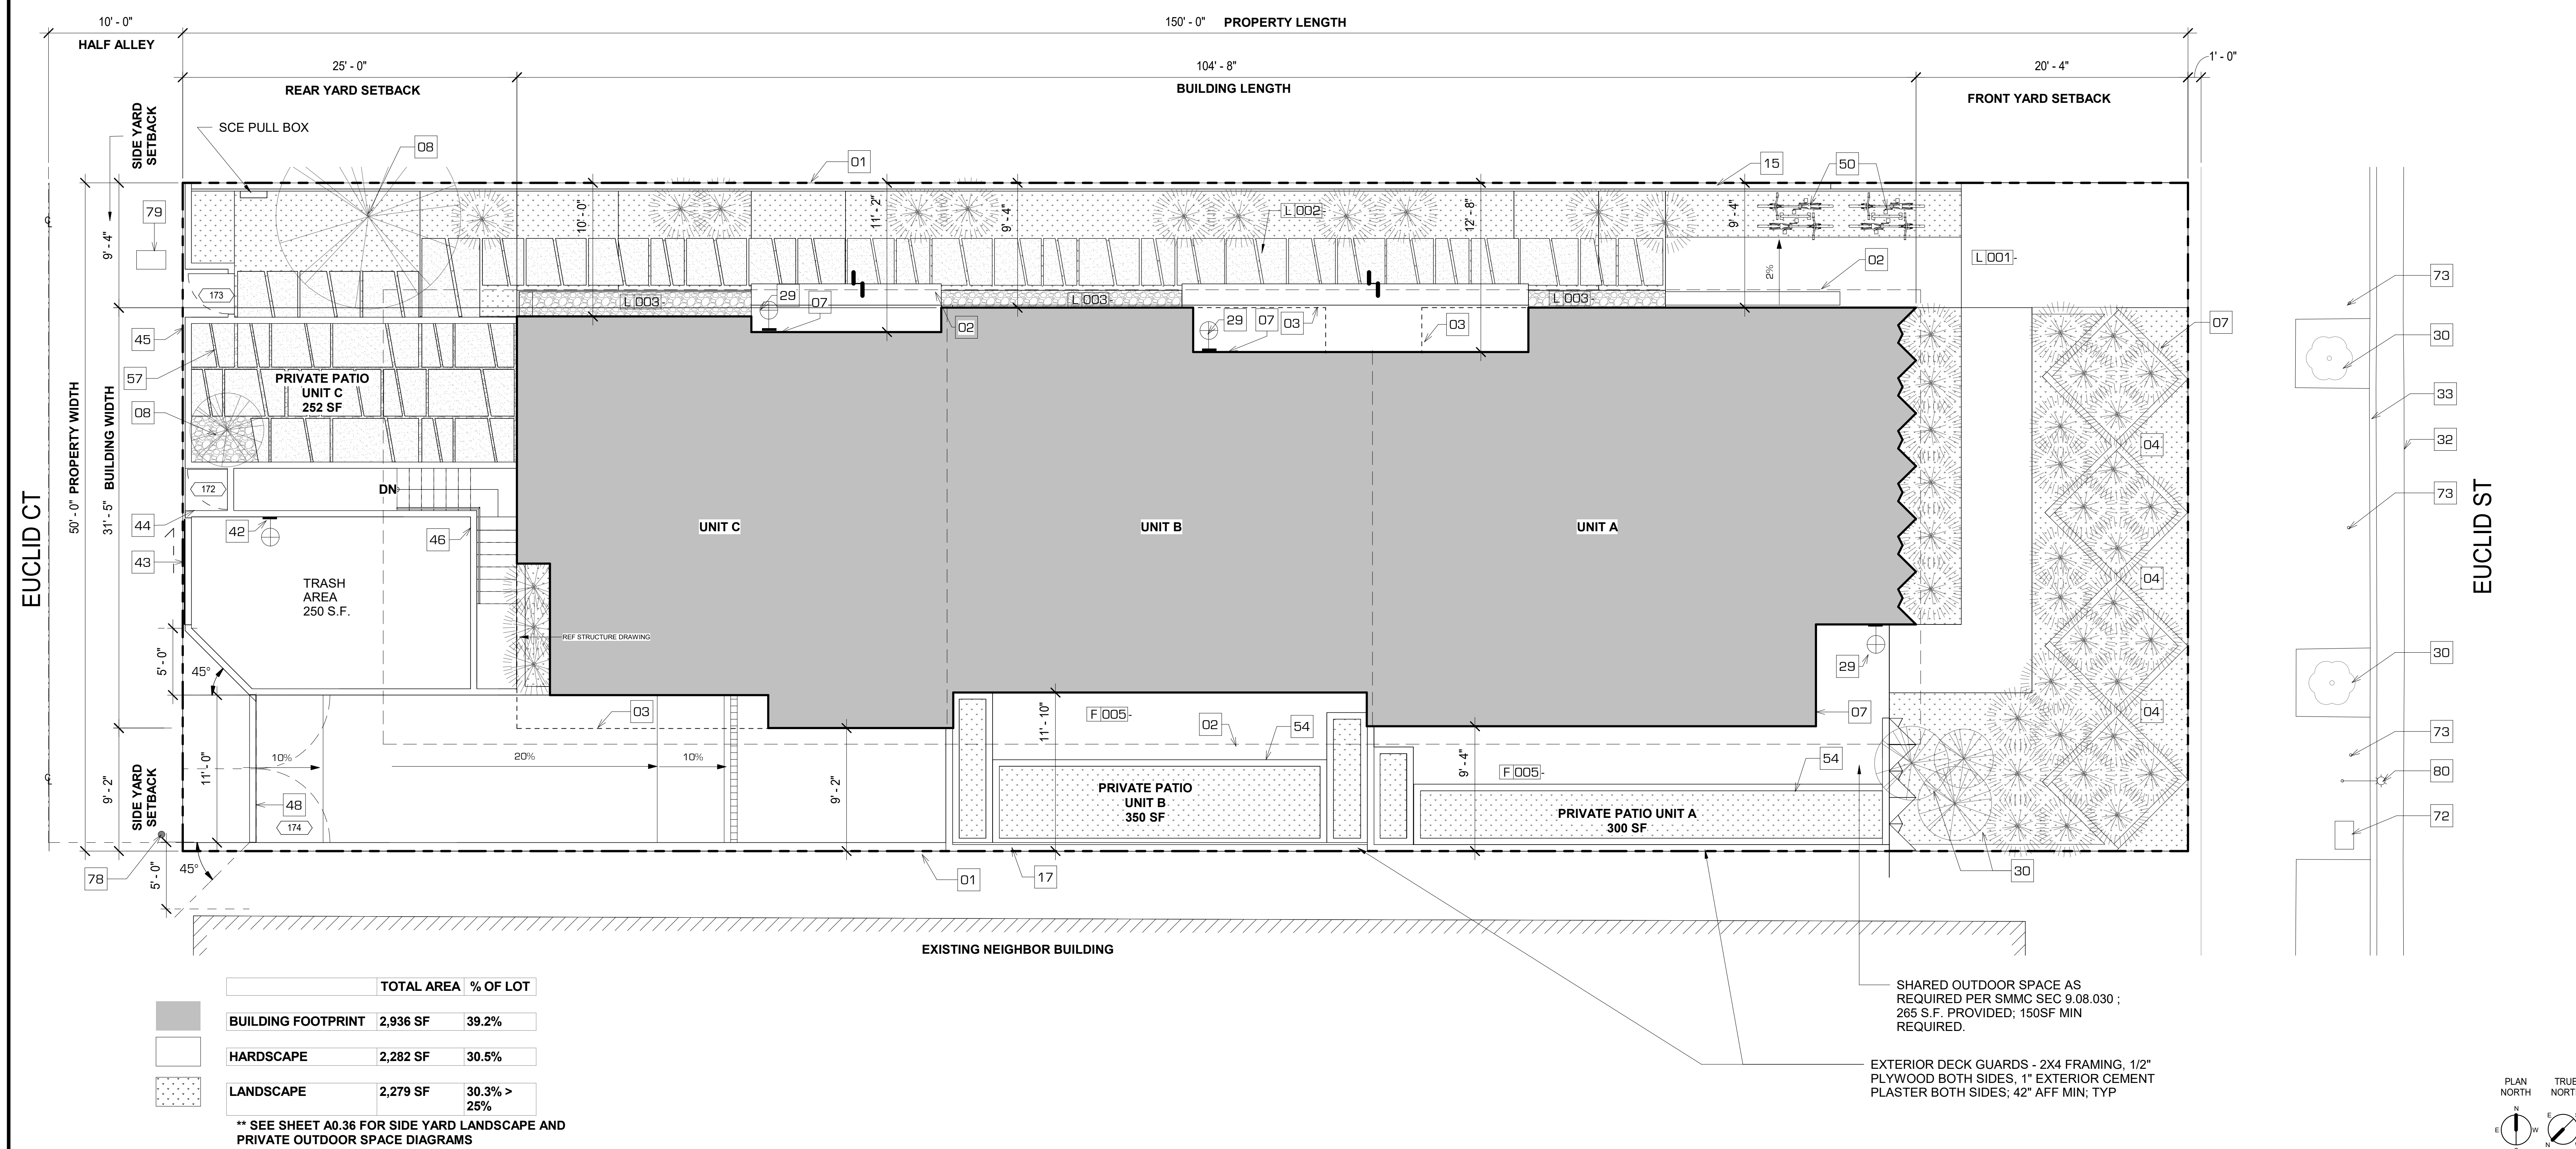 10' - 0"
150' - 0" PROPERTY LENGTH
HALF ALLEY
25' - 0"
104' - 8"
20' - 4"
1' - 0"
REAR YARD SETBACK
BUILDING LENGTH
FRONT YARD SETBACK
SIDE YARD
SETBACK
SCE PULL BOX
08
01
15
50
79
9' - 4"
10' - 0"
11' - 2"
9' - 4"
L 002
12' - 8"
9' - 4"
2%
02
L 001
73
173
L 003
29
07
L 003
02
29
07
03
03
L 003
07
30
45
57
PRIVATE PATIO
UNIT C
252 SF
08
33
04
32
EUCLID CT
50' - 0" PROPERTY WIDTH
31' - 5" BUILDING WIDTH
172
DN
73
44
42
46
UNIT C
UNIT B
UNIT A
EUCLID ST
43
TRASH
AREA
250 S.F.
04
REF STRUCTURE DRAWING
5' - 0"
45°
29
30
03
F 005
02
54
07
04
11' - 10"
73
10%
20%
10%
11' - 0"
9' - 2"
SIDE YARD
SETBACK
9' - 2"
9' - 4"
F 005
54
80
48
174
PRIVATE PATIO
UNIT B
350 SF
PRIVATE PATIO UNIT A
300 SF
72
78
5' - 0"
45°
01
17
30
EXISTING NEIGHBOR BUILDING
TOTAL AREA % OF LOT
BUILDING FOOTPRINT 2,936 SF 39.2%
HARDSCAPE 2,282 SF 30.5%
LANDSCAPE 2,279 SF 30.3% >
25%
** SEE SHEET A0.36 FOR SIDE YARD LANDSCAPE AND
PRIVATE OUTDOOR SPACE DIAGRAMS
SHARED OUTDOOR SPACE AS
REQUIRED PER SMMC SEC 9.08.030 ;
265 S.F. PROVIDED; 150SF MIN
REQUIRED.
EXTERIOR DECK GUARDS - 2X4 FRAMING, 1/2"
PLYWOOD BOTH SIDES, 1" EXTERIOR CEMENT
PLASTER BOTH SIDES; 42" AFF MIN; TYP
PLAN
NORTH
N
E
W
TRUE
E
N